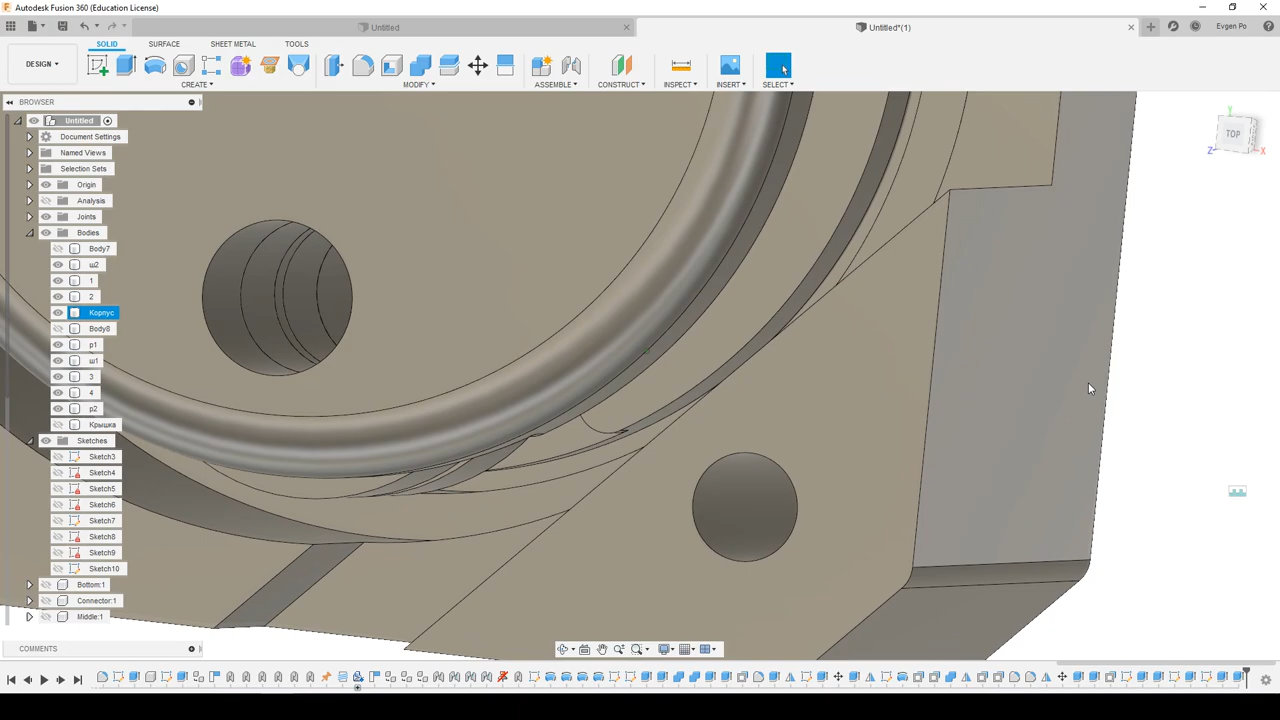 Autodesk Fusion 360 (Education License)
Untitled
Untitled*(1)
Evgen Po
SOLID SURFACE SHEET METAL TOOLS
DESIGN
CREATE MODIFY ASSEMBLE CONSTRUCT INSPECT INSERT SELECT
BROWSER
Untitled
Document Settings
Named Views
Selection Sets
Origin
Analysis
Joints
Bodies
Body7
ш2
1
2
Корпус
Body8
p1
ш1
3
4
p2
Крышка
Sketches
Sketch3
Sketch4
Sketch5
Sketch6
Sketch7
Sketch8
Sketch9
Sketch10
Bottom:1
Connector:1
Middle:1
COMMENTS
TOP
Y
Z
X